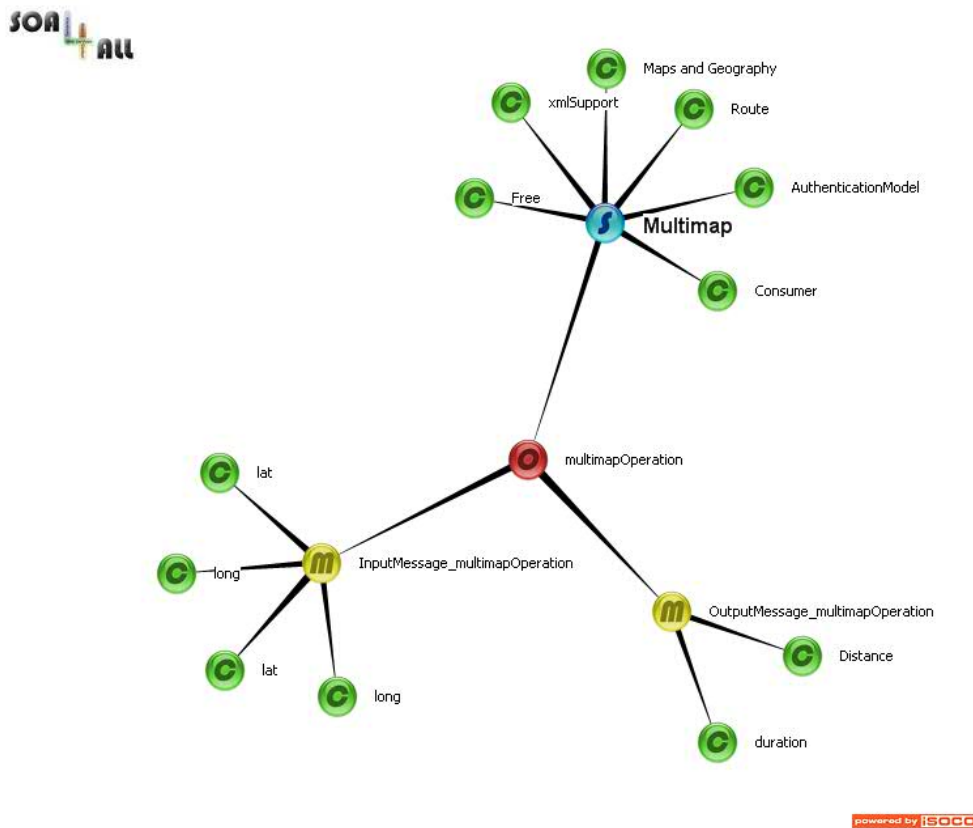 SOA 4 ALL
C Maps and Geography
C xmlSupport
C Route
C AuthenticationModel
C Free
S Multimap
C Consumer
O multimapOperation
C lat
M InputMessage_multimapOperation
C long
M OutputMessage_multimapOperation
C Distance
C lat
C long
C duration
powered by iSOCO